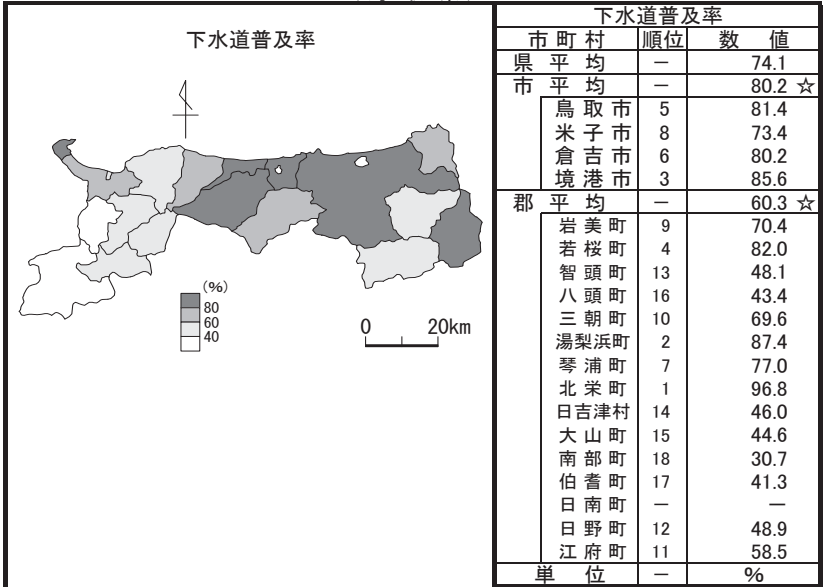 下水道普及率
(%)
80
60
40
0 20km
下水道普及率
市町村 順位 数 値
県 平 均 － 74.1
市 平 均 － 80.2 ☆
鳥 取 市 5 81.4
米 子 市 8 73.4
倉 吉 市 6 80.2
境 港 市 3 85.6
郡 平 均 － 60.3 ☆
岩 美 町 9 70.4
若 桜 町 4 82.0
智 頭 町 13 48.1
八 頭 町 16 43.4
三 朝 町 10 69.6
湯梨浜町 2 87.4
琴 浦 町 7 77.0
北 栄 町 1 96.8
日吉津村 14 46.0
大 山 町 15 44.6
南 部 町 18 30.7
伯 耆 町 17 41.3
日 南 町 － －
日 野 町 12 48.9
江 府 町 11 58.5
単 位 － %